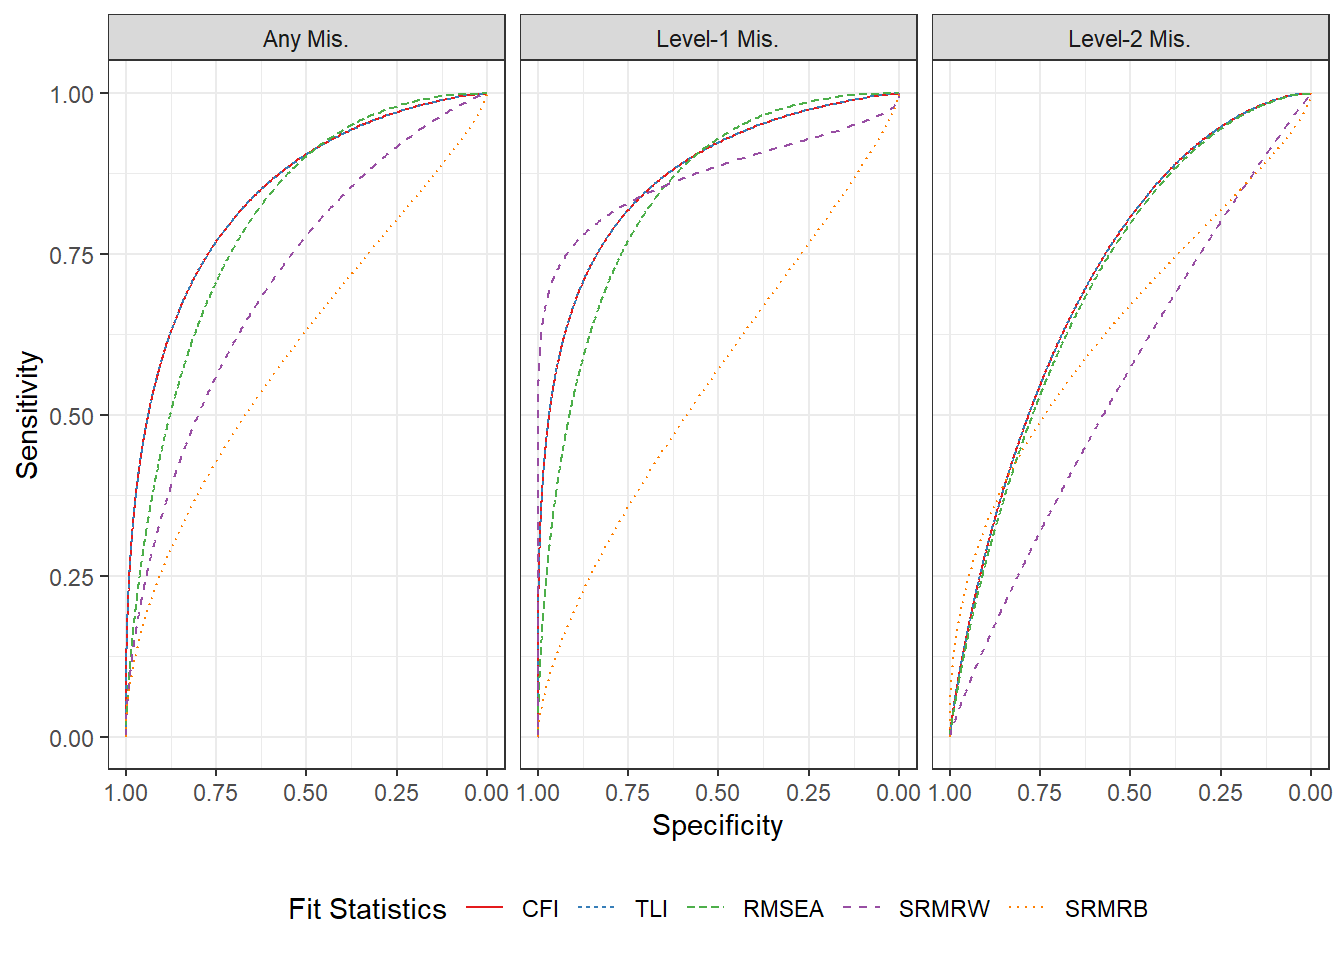 Any Mis. Level-1 Mis. Level-2 Mis.
1.00
0.75
0.50
0.25
0.00
Sensitivity
1.00 0.75 0.50 0.25 0.00 1.00 0.75 0.50 0.25 0.00 1.00 0.75 0.50 0.25 0.00
Specificity
Fit Statistics CFI TLI RMSEA SRMRW SRMRB